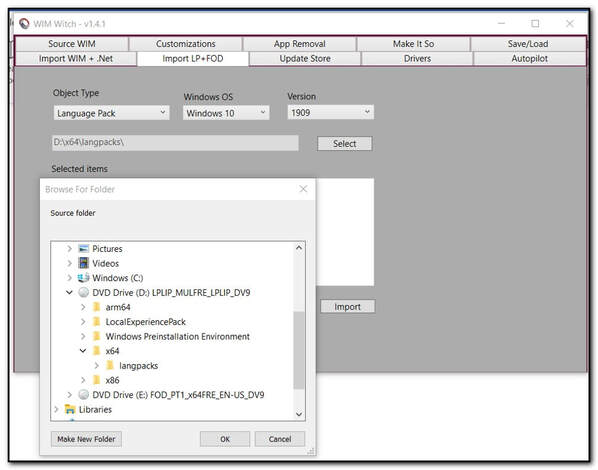 WIM Witch - v1.4.1
Source WIM Customizations App Removal Make It So Save/Load
Import WIM + .Net Import LP+FOD Update Store Drivers Autopilot
Object Type Windows OS Version
Language Pack Windows 10 1909
D:\x64\langpacks\ Select
Selected items
Browse For Folder
Source folder
Pictures
Videos
Windows (C:)
DVD Drive (D:) LPLIP_MULFRE_LPLIP_DV9
arm64
LocalExperiencePack
Windows Preinstallation Environment
x64
langpacks
x86
DVD Drive (E:) FOD_PT1_x64FRE_EN-US_DV9
Libraries
Import
Make New Folder OK Cancel